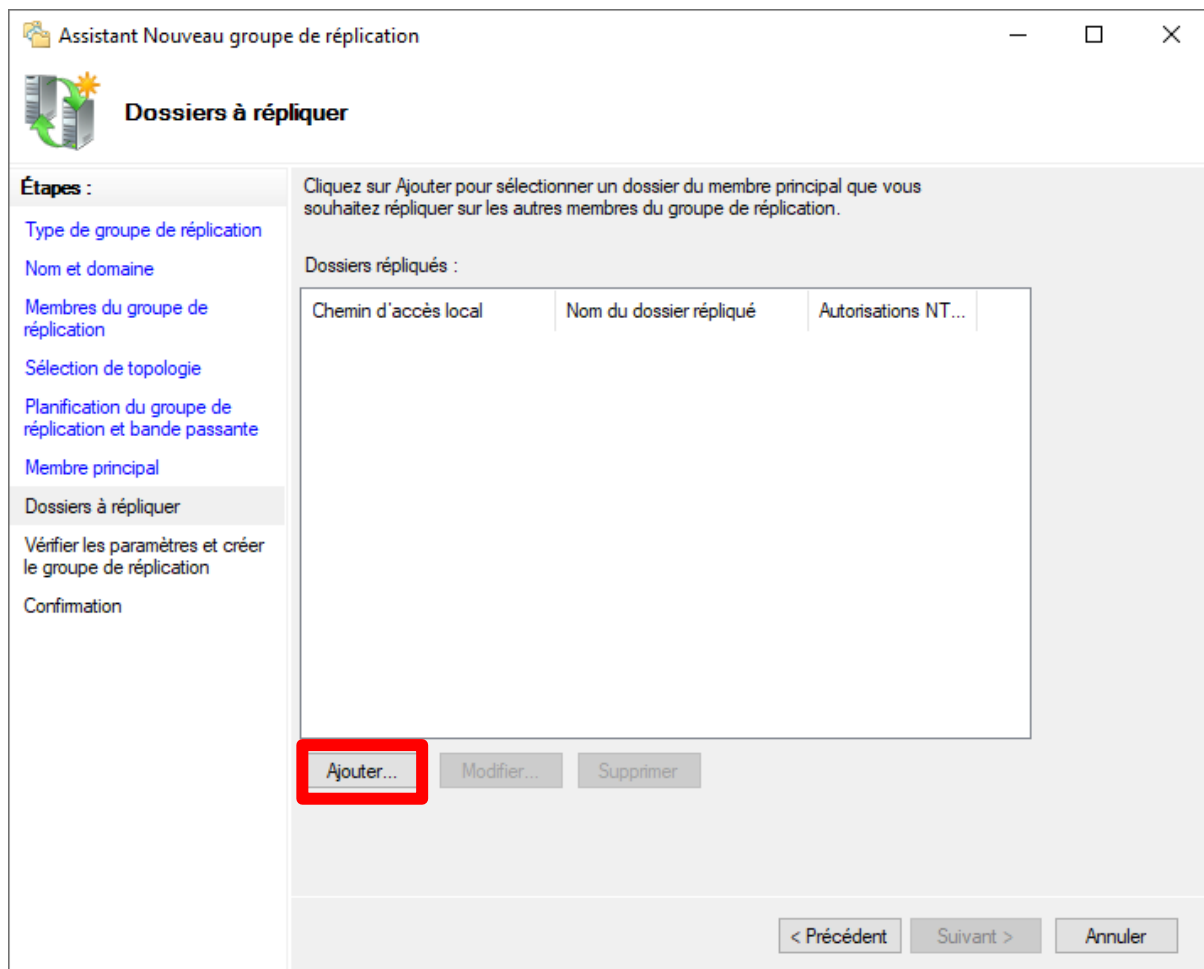 Assistant Nouveau groupe de réplication
Dossiers à répliquer
Étapes :
Type de groupe de réplication
Nom et domaine
Membres du groupe de
réplication
Sélection de topologie
Planification du groupe de
réplication et bande passante
Membre principal
Dossiers à répliquer
Vérifier les paramètres et créer
le groupe de réplication
Confirmation
Cliquez sur Ajouter pour sélectionner un dossier du membre principal que vous
souhaitez répliquer sur les autres membres du groupe de réplication.
Dossiers répliqués :
Chemin d'accès local Nom du dossier répliqué Autorisations NT...
Ajouter... Modifier... Supprimer
< Précédent Suivant > Annuler